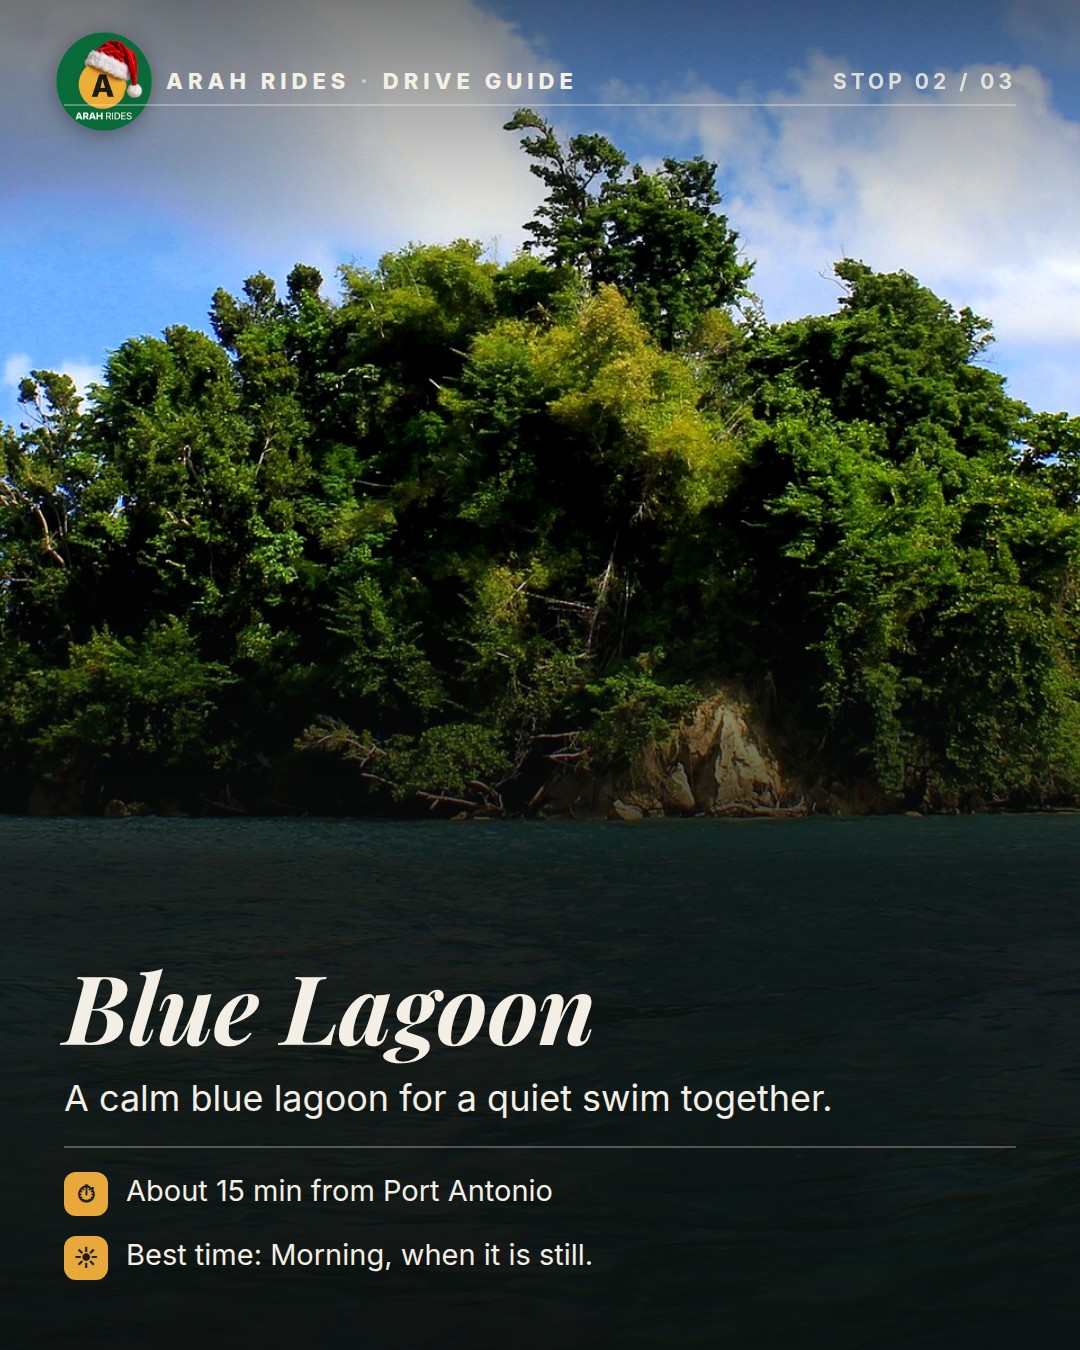 A
ARAH RIDES
ARAH RIDES · DRIVE GUIDE
STOP 02 / 03
Blue Lagoon
A calm blue lagoon for a quiet swim together.
About 15 min from Port Antonio
Best time: Morning, when it is still.